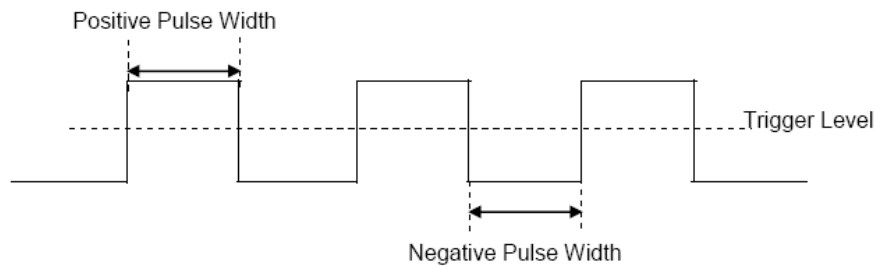 Positive Pulse Width
Trigger Level
Negative Pulse Width